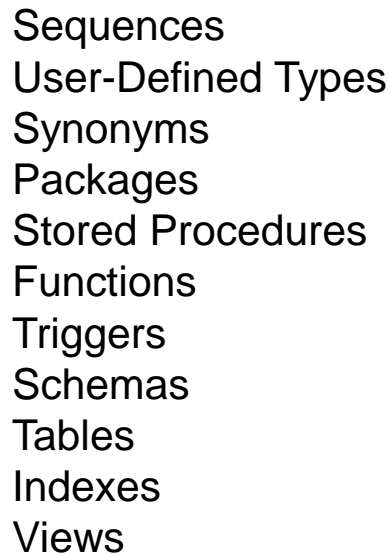 Sequences
User-Defined Types
Synonyms
Packages
Stored Procedures
Functions
Triggers
Schemas
Tables
Indexes
Views